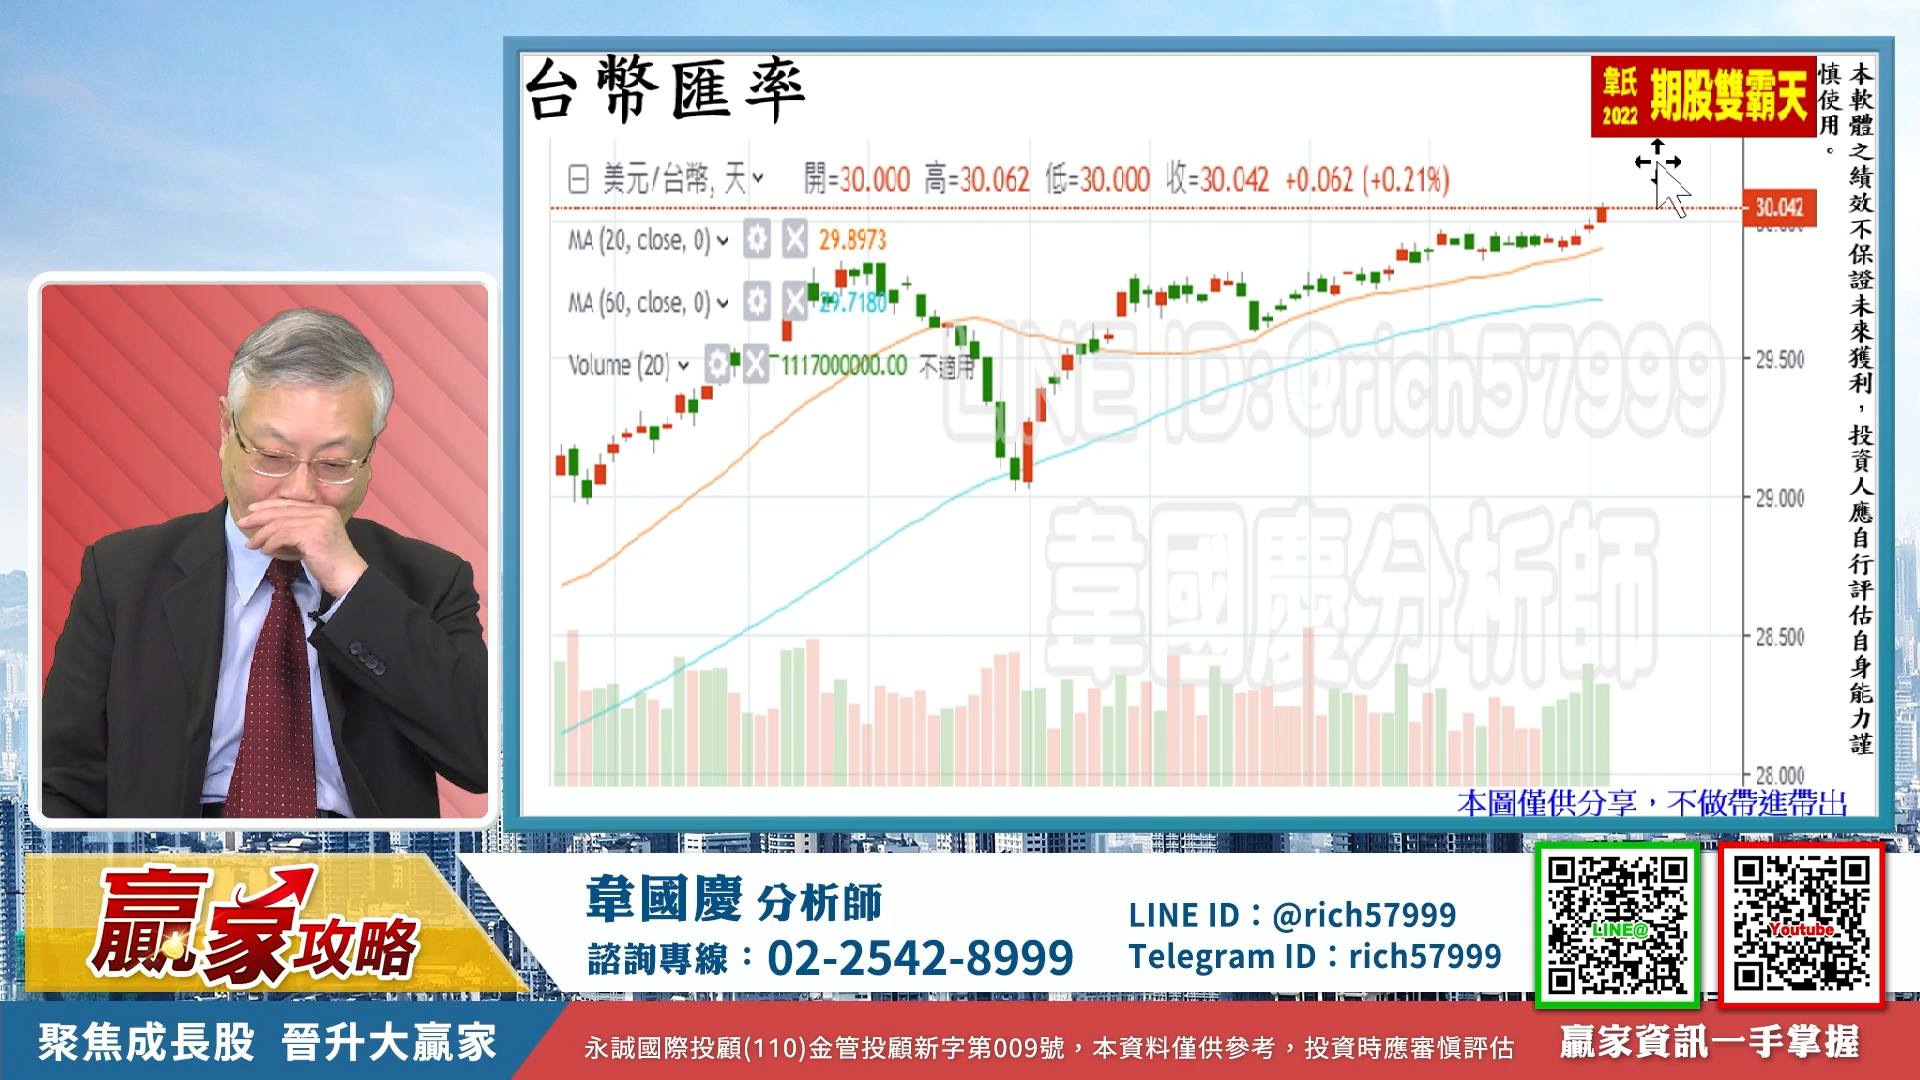 台幣匯率
韋氏
2022
期股雙霸天
本軟體之績效不保證未來獲利，投資人應自行評估自身能力謹
慎使用。
美元/台幣, 天
開=30.000 高=30.062 低=30.000 收=30.042 +0.062 (+0.21%)
30.042
MA (20, close, 0) 29.8973
MA (60, close, 0) 29.7180
Volume (20) 1117000000.00 不適用
29.500
29.000
28.500
28.000
LINE ID:@rich57999
韋國慶分析師
本圖僅供分享，不做帶進帶出
贏家攻略
韋國慶 分析師
諮詢專線：02-2542-8999
LINE ID：@rich57999
Telegram ID：rich57999
LINE@
Youtube
聚焦成長股 晉升大贏家
永誠國際投顧(110)金管投顧新字第009號，本資料僅供參考，投資時應審慎評估
贏家資訊一手掌握